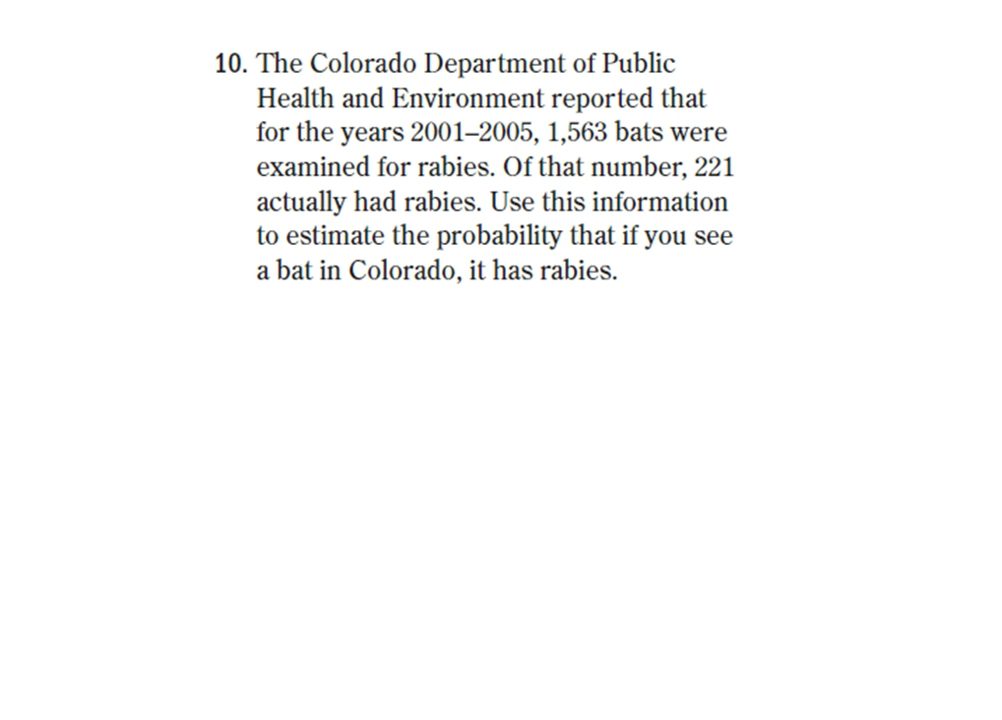 10. The Colorado Department of Public
Health and Environment reported that
for the years 2001–2005, 1,563 bats were
examined for rabies. Of that number, 221
actually had rabies. Use this information
to estimate the probability that if you see
a bat in Colorado, it has rabies.